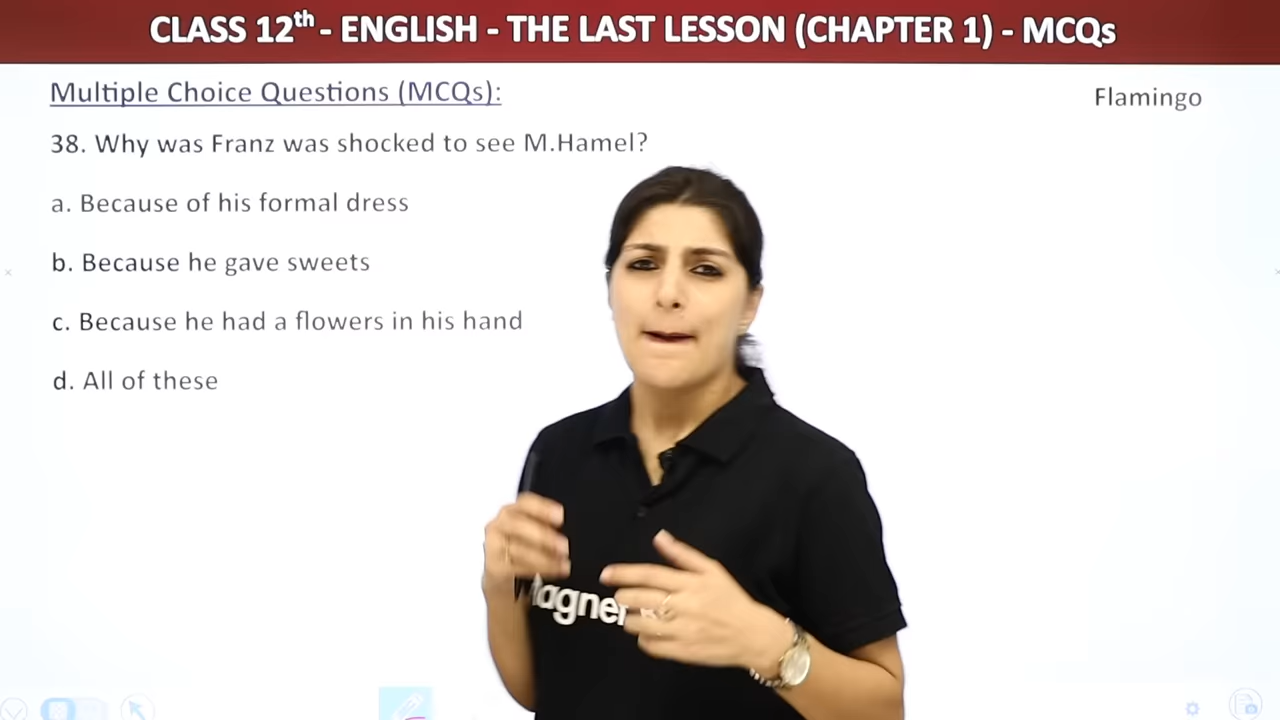 CLASS 12th - ENGLISH - THE LAST LESSON (CHAPTER 1) - MCQs
Multiple Choice Questions (MCQs):
Flamingo
38. Why was Franz was shocked to see M.Hamel?
a. Because of his formal dress
b. Because he gave sweets
c. Because he had a flowers in his hand
d. All of these